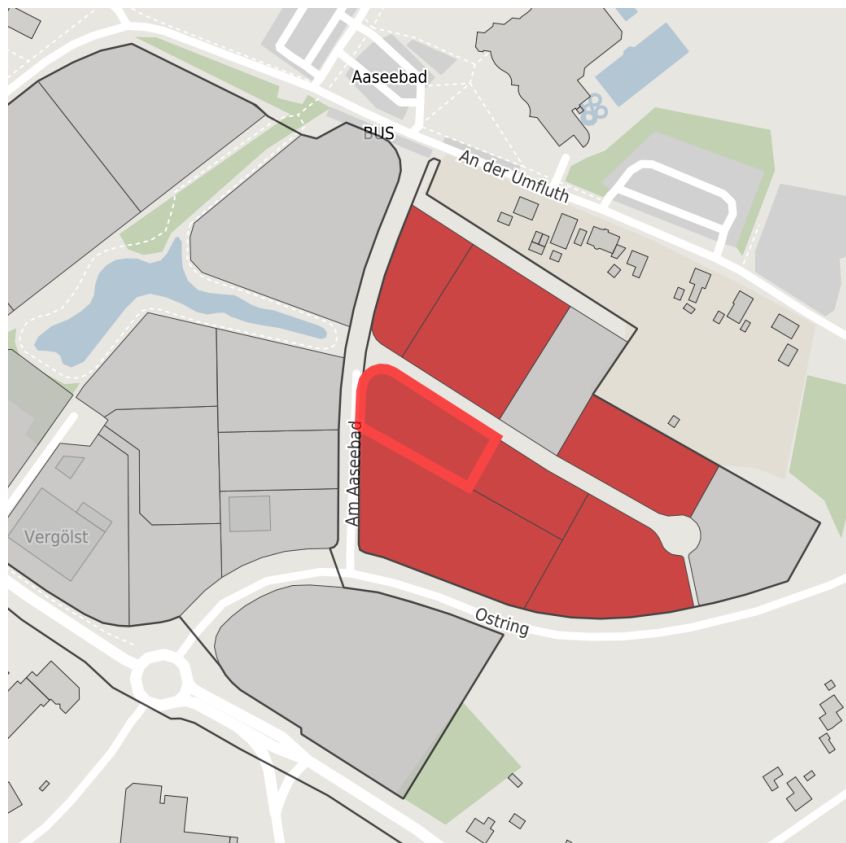 Aaseebad
BUS
An der Umfluth
Am Aaseebad
Vergölst
Ostring